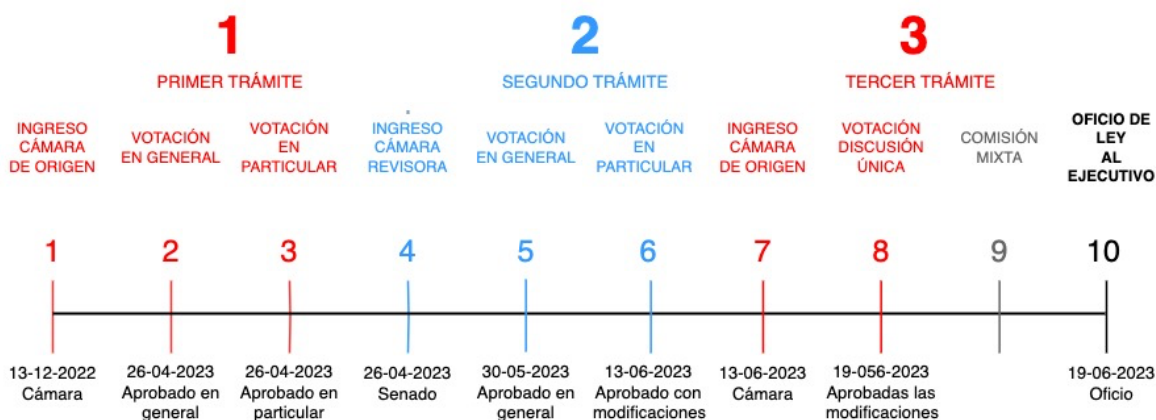 1
2
3
PRIMER TRÁMITE
SEGUNDO TRÁMITE
TERCER TRÁMITE
INGRESO
CÁMARA
DE ORIGEN
VOTACIÓN
EN GENERAL
VOTACIÓN
EN
PARTICULAR
INGRESO
CÁMARA
REVISORA
VOTACIÓN
EN GENERAL
VOTACIÓN
EN
PARTICULAR
INGRESO
CÁMARA
DE ORIGEN
VOTACIÓN
DISCUSIÓN
ÚNICA
COMISIÓN
MIXTA
OFICIO DE
LEY
AL
EJECUTIVO
1
2
3
4
5
6
7
8
9
10
13-12-2022
Cámara
26-04-2023
Aprobado en
general
26-04-2023
Aprobado en
particular
26-04-2023
Senado
30-05-2023
Aprobado en
general
13-06-2023
Aprobado con
modificaciones
13-06-2023
Cámara
19-056-2023
Aprobadas las
modificaciones
19-06-2023
Oficio